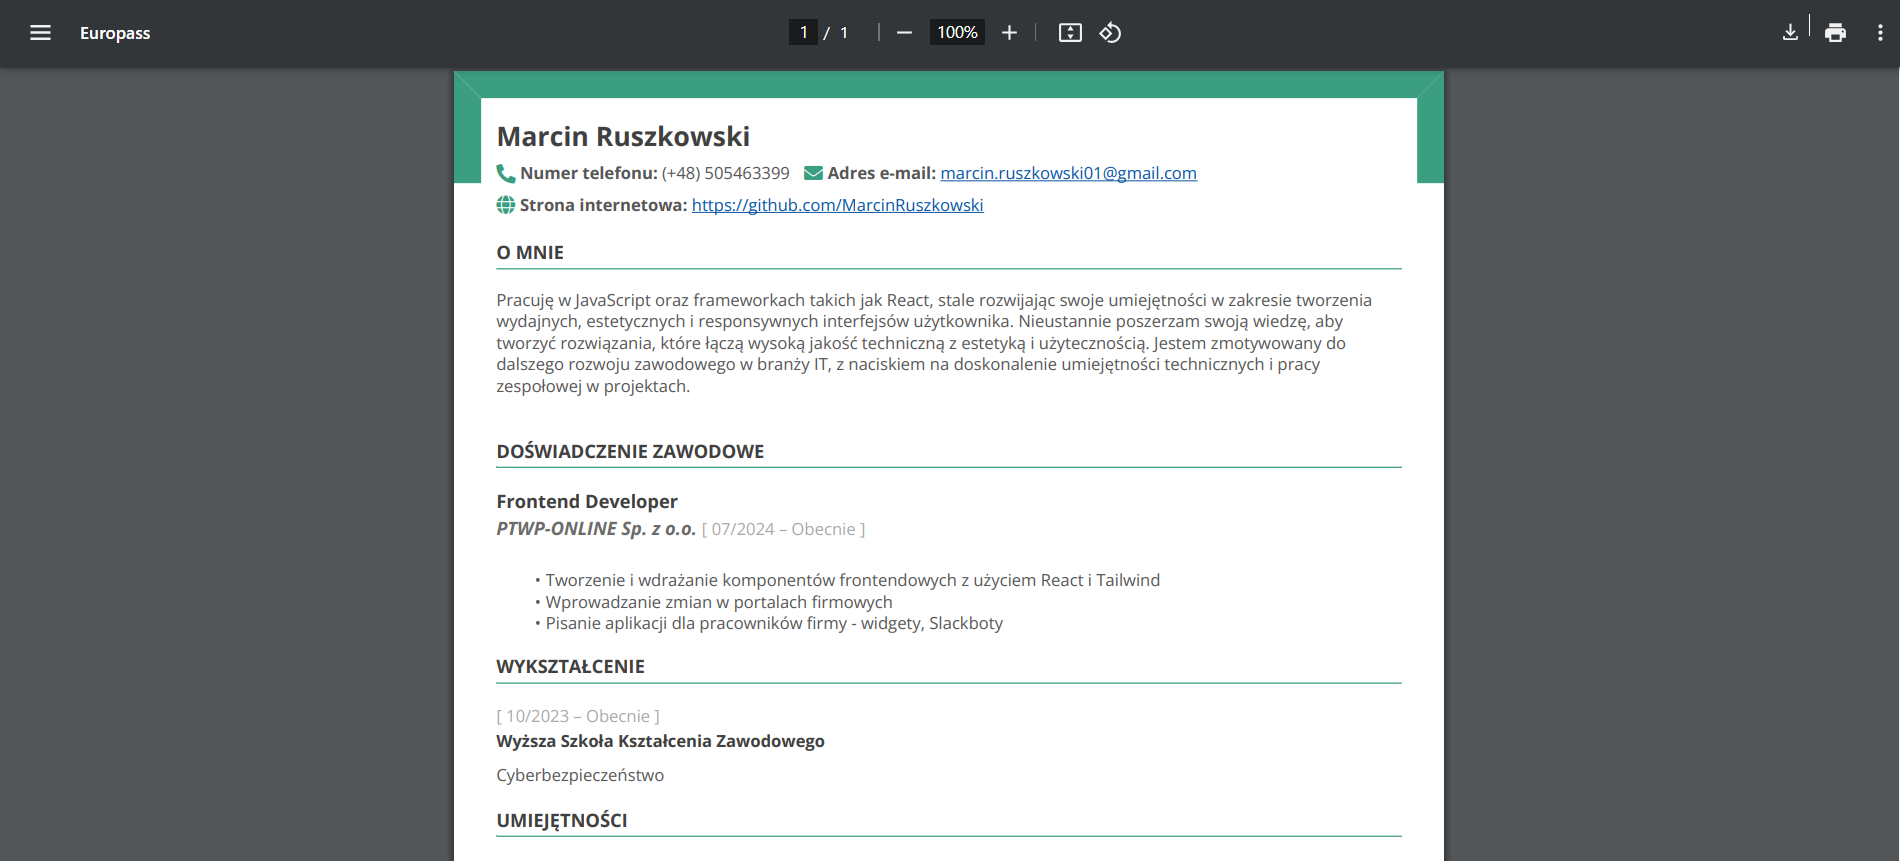 Europass
1 / 1
100%
Marcin Ruszkowski
Numer telefonu: (+48) 505463399 Adres e-mail: marcin.ruszkowski01@gmail.com
Strona internetowa: https://github.com/MarcinRuszkowski
O MNIE
Pracuję w JavaScript oraz frameworkach takich jak React, stale rozwijając swoje umiejętności w zakresie tworzenia
wydajnych, estetycznych i responsywnych interfejsów użytkownika. Nieustannie poszerzam swoją wiedzę, aby
tworzyć rozwiązania, które łączą wysoką jakość techniczną z estetyką i użytecznością. Jestem zmotywowany do
dalszego rozwoju zawodowego w branży IT, z naciskiem na doskonalenie umiejętności technicznych i pracy
zespołowej w projektach.
DOŚWIADCZENIE ZAWODOWE
Frontend Developer
PTWP-ONLINE Sp. z o.o. [ 07/2024 – Obecnie ]
• Tworzenie i wdrażanie komponentów frontendowych z użyciem React i Tailwind
• Wprowadzanie zmian w portalach firmowych
• Pisanie aplikacji dla pracowników firmy - widgety, Slackboty
WYKSZTAŁCENIE
[ 10/2023 – Obecnie ]
Wyższa Szkoła Kształcenia Zawodowego
Cyberbezpieczeństwo
UMIEJĘTNOŚCI